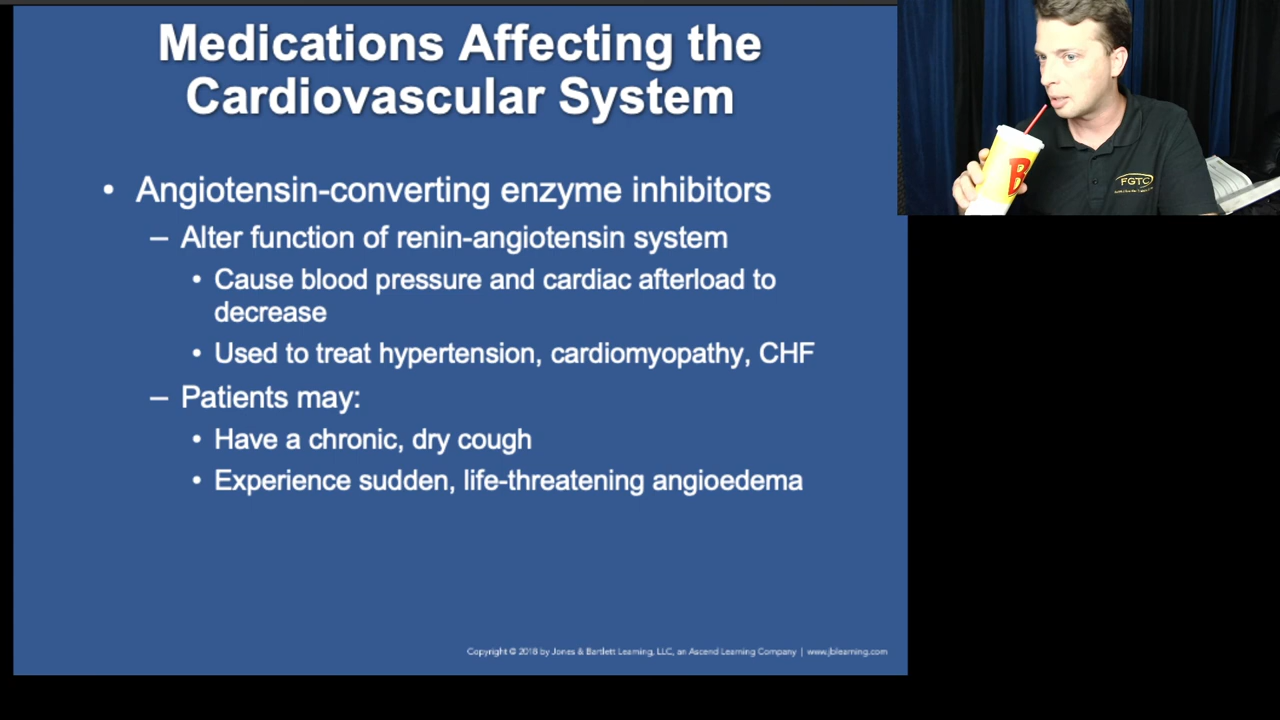 Medications Affecting the
Cardiovascular System
• Angiotensin-converting enzyme inhibitors
– Alter function of renin-angiotensin system
• Cause blood pressure and cardiac afterload to
decrease
• Used to treat hypertension, cardiomyopathy, CHF
– Patients may:
• Have a chronic, dry cough
• Experience sudden, life-threatening angioedema
Copyright © 2018 by Jones & Bartlett Learning, LLC, an Ascend Learning Company | www.jblearning.com
B
FGTC